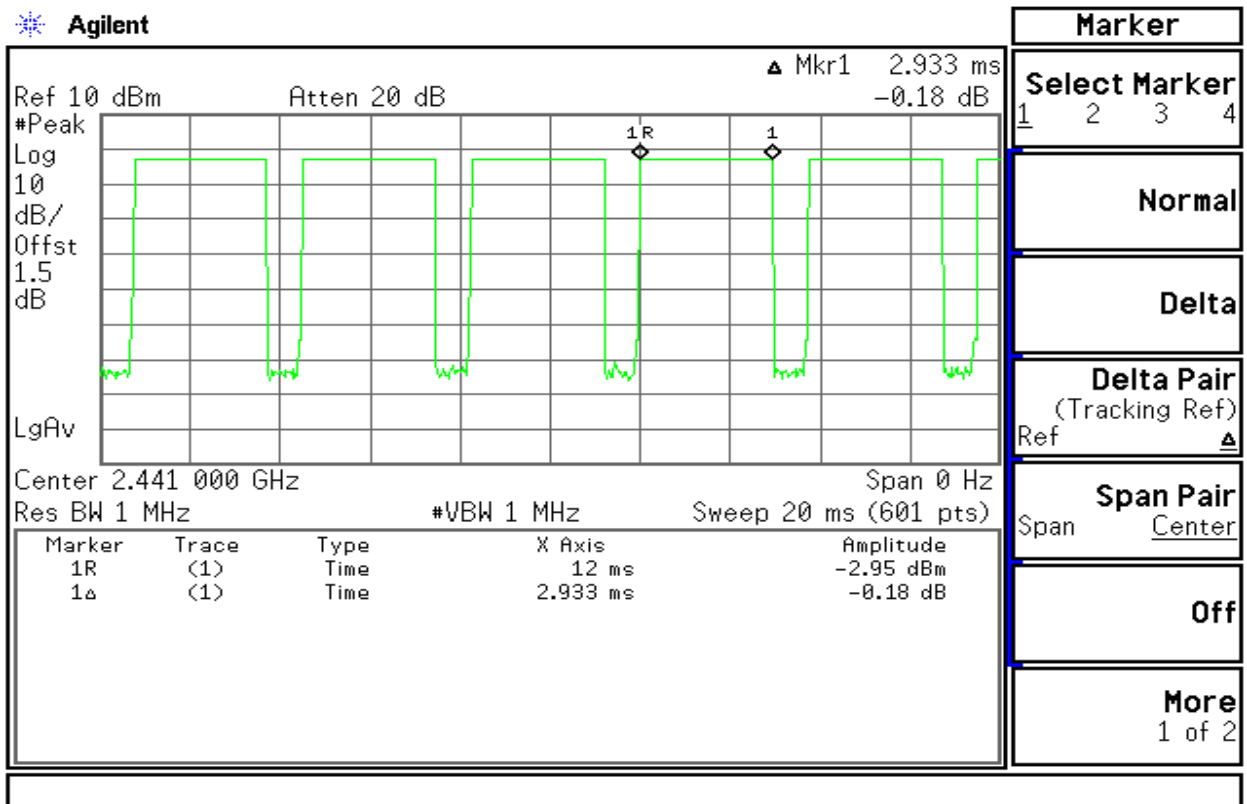 Agilent
Marker
▵ Mkr1 2.933 ms
Ref 10 dBm Atten 20 dB -0.18 dB
#Peak
Log
10
dB/
Offst
1.5
dB
LgAv
1R 1
Center 2.441 000 GHz Span 0 Hz
Res BW 1 MHz #VBW 1 MHz Sweep 20 ms (601 pts)
Marker Trace Type X Axis Amplitude
1R (1) Time 12 ms -2.95 dBm
1▵ (1) Time 2.933 ms -0.18 dB
Select Marker
1 2 3 4
Normal
Delta
Delta Pair
(Tracking Ref)
Ref ▵
Span Pair
Span Center
Off
More
1 of 2